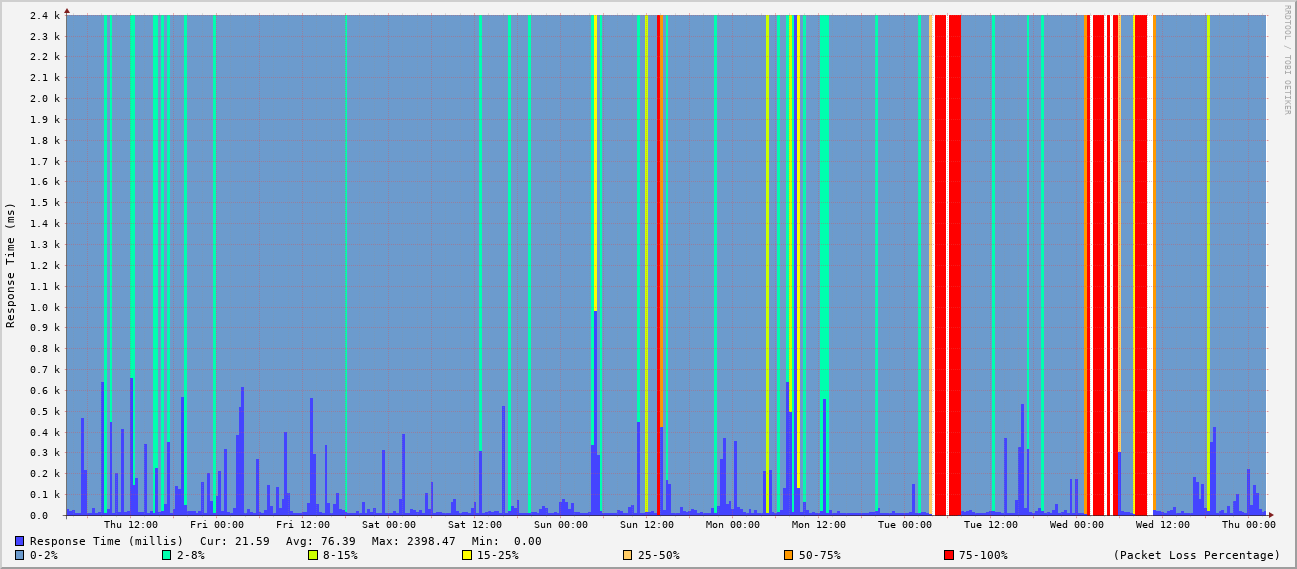 2.4 k
2.3 k
2.2 k
2.1 k
2.0 k
1.9 k
1.8 k
1.7 k
1.6 k
1.5 k
1.4 k
1.3 k
1.2 k
1.1 k
1.0 k
0.9 k
0.8 k
0.7 k
0.6 k
0.5 k
0.4 k
0.3 k
0.2 k
0.1 k
0.0
Response Time (ms)
RRDTOOL / TOBI OETIKER
Thu 12:00 Fri 00:00 Fri 12:00 Sat 00:00 Sat 12:00 Sun 00:00 Sun 12:00 Mon 00:00 Mon 12:00 Tue 00:00 Tue 12:00 Wed 00:00 Wed 12:00 Thu 00:00
Response Time (millis) Cur: 21.59 Avg: 76.39 Max: 2398.47 Min: 0.00
0-2% 2-8% 8-15% 15-25% 25-50% 50-75% 75-100% (Packet Loss Percentage)